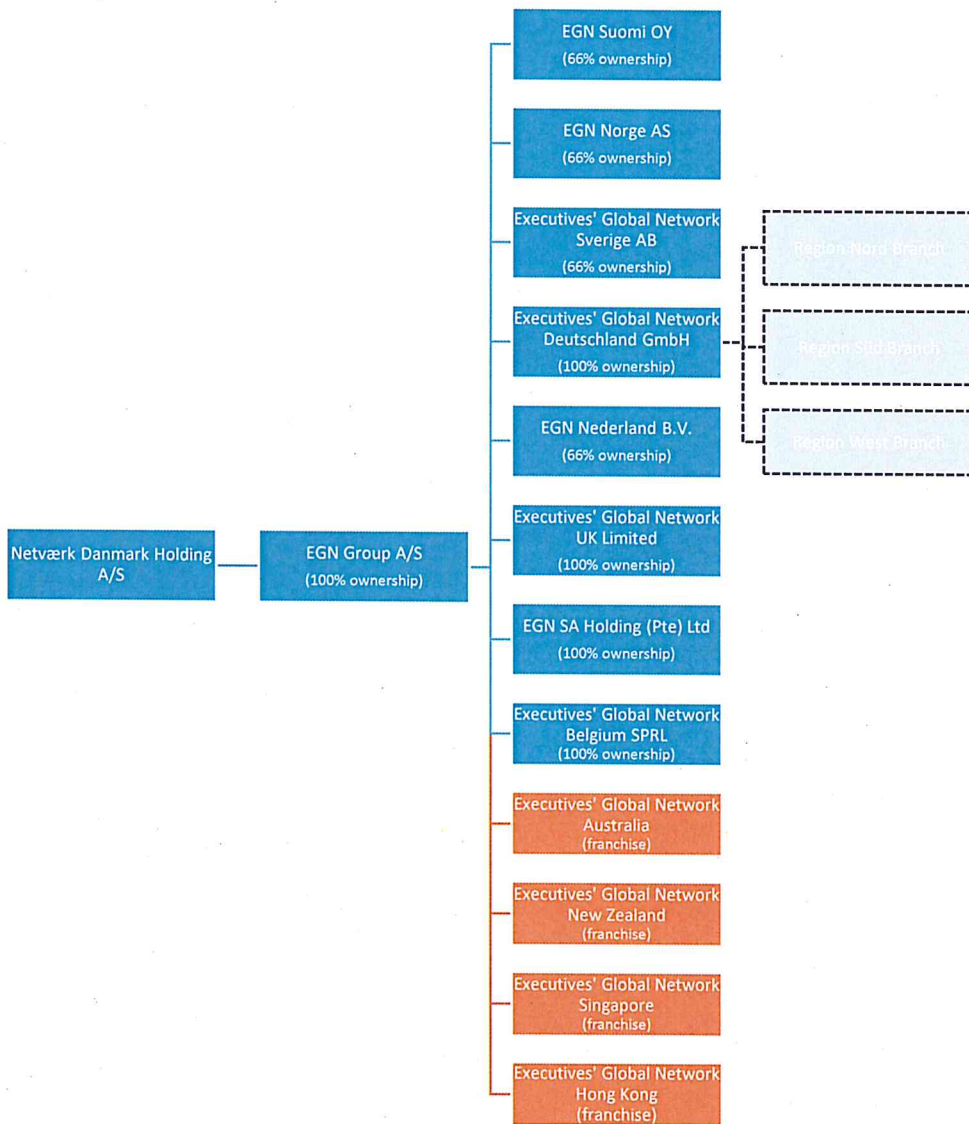 EGN Suomi OY
(66% ownership)
EGN Norge AS
(66% ownership)
Executives' Global Network
Sverige AB
(66% ownership)
Region Nord Branch
Executives' Global Network
Deutschland GmbH
(100% ownership)
Region Süd Branch
EGN Nederland B.V.
(66% ownership)
Region West Branch
Netværk Danmark Holding
A/S
EGN Group A/S
(100% ownership)
Executives' Global Network
UK Limited
(100% ownership)
EGN SA Holding (Pte) Ltd
(100% ownership)
Executives' Global Network
Belgium SPRL
(100% ownership)
Executives' Global Network
Australia
(franchise)
Executives' Global Network
New Zealand
(franchise)
Executives' Global Network
Singapore
(franchise)
Executives' Global Network
Hong Kong
(franchise)